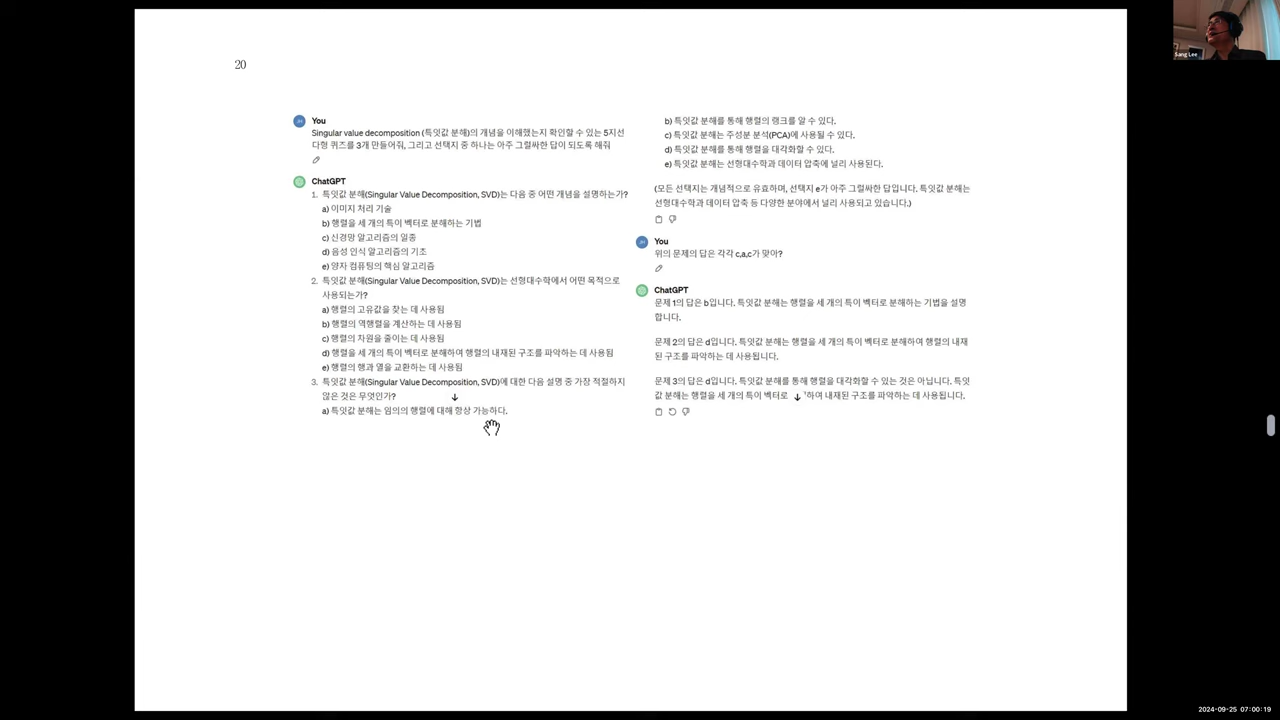 20
You
Singular value decomposition (특잇값 분해)의 개념을 이해했는지 확인할 수 있는 5지선
다형 퀴즈를 3개 만들어줘, 그리고 선택지 중 하나는 아주 그럴싸한 답이 되도록 해줘
ChatGPT
1. 특잇값 분해(Singular Value Decomposition, SVD)는 다음 중 어떤 개념을 설명하는가?
a) 이미지 처리 기술
b) 행렬을 세 개의 특이 벡터로 분해하는 기법
c) 신경망 알고리즘의 일종
d) 음성 인식 알고리즘의 기초
e) 양자 컴퓨팅의 핵심 알고리즘
2. 특잇값 분해(Singular Value Decomposition, SVD)는 선형대수학에서 어떤 목적으로
사용되는가?
a) 행렬의 고유값을 찾는 데 사용됨
b) 행렬의 역행렬을 계산하는 데 사용됨
c) 행렬의 차원을 줄이는 데 사용됨
d) 행렬을 세 개의 특이 벡터로 분해하여 행렬의 내재된 구조를 파악하는 데 사용됨
e) 행렬의 행과 열을 교환하는 데 사용됨
3. 특잇값 분해(Singular Value Decomposition, SVD)에 대한 다음 설명 중 가장 적절하지
않은 것은 무엇인가?
a) 특잇값 분해는 임의의 행렬에 대해 항상 가능하다.
b) 특잇값 분해를 통해 행렬의 랭크를 알 수 있다.
c) 특잇값 분해는 주성분 분석(PCA)에 사용될 수 있다.
d) 특잇값 분해를 통해 행렬을 대각화할 수 있다.
e) 특잇값 분해는 선형대수학과 데이터 압축에 널리 사용된다.
(모든 선택지는 개념적으로 유효하며, 선택지 e가 아주 그럴싸한 답입니다. 특잇값 분해는
선형대수학과 데이터 압축 등 다양한 분야에서 널리 사용되고 있습니다.)
You
위의 문제의 답은 각각 c,a,c가 맞아?
ChatGPT
문제 1의 답은 b입니다. 특잇값 분해는 행렬을 세 개의 특이 벡터로 분해하는 기법을 설명
합니다.
문제 2의 답은 d입니다. 특잇값 분해는 행렬을 세 개의 특이 벡터로 분해하여 행렬의 내재
된 구조를 파악하는 데 사용됩니다.
문제 3의 답은 d입니다. 특잇값 분해를 통해 행렬을 대각화할 수 있는 것은 아닙니다. 특잇
값 분해는 행렬을 세 개의 특이 벡터로 하여 내재된 구조를 파악하는 데 사용됩니다.
Sang Lee
2024-09-25 07:00:19